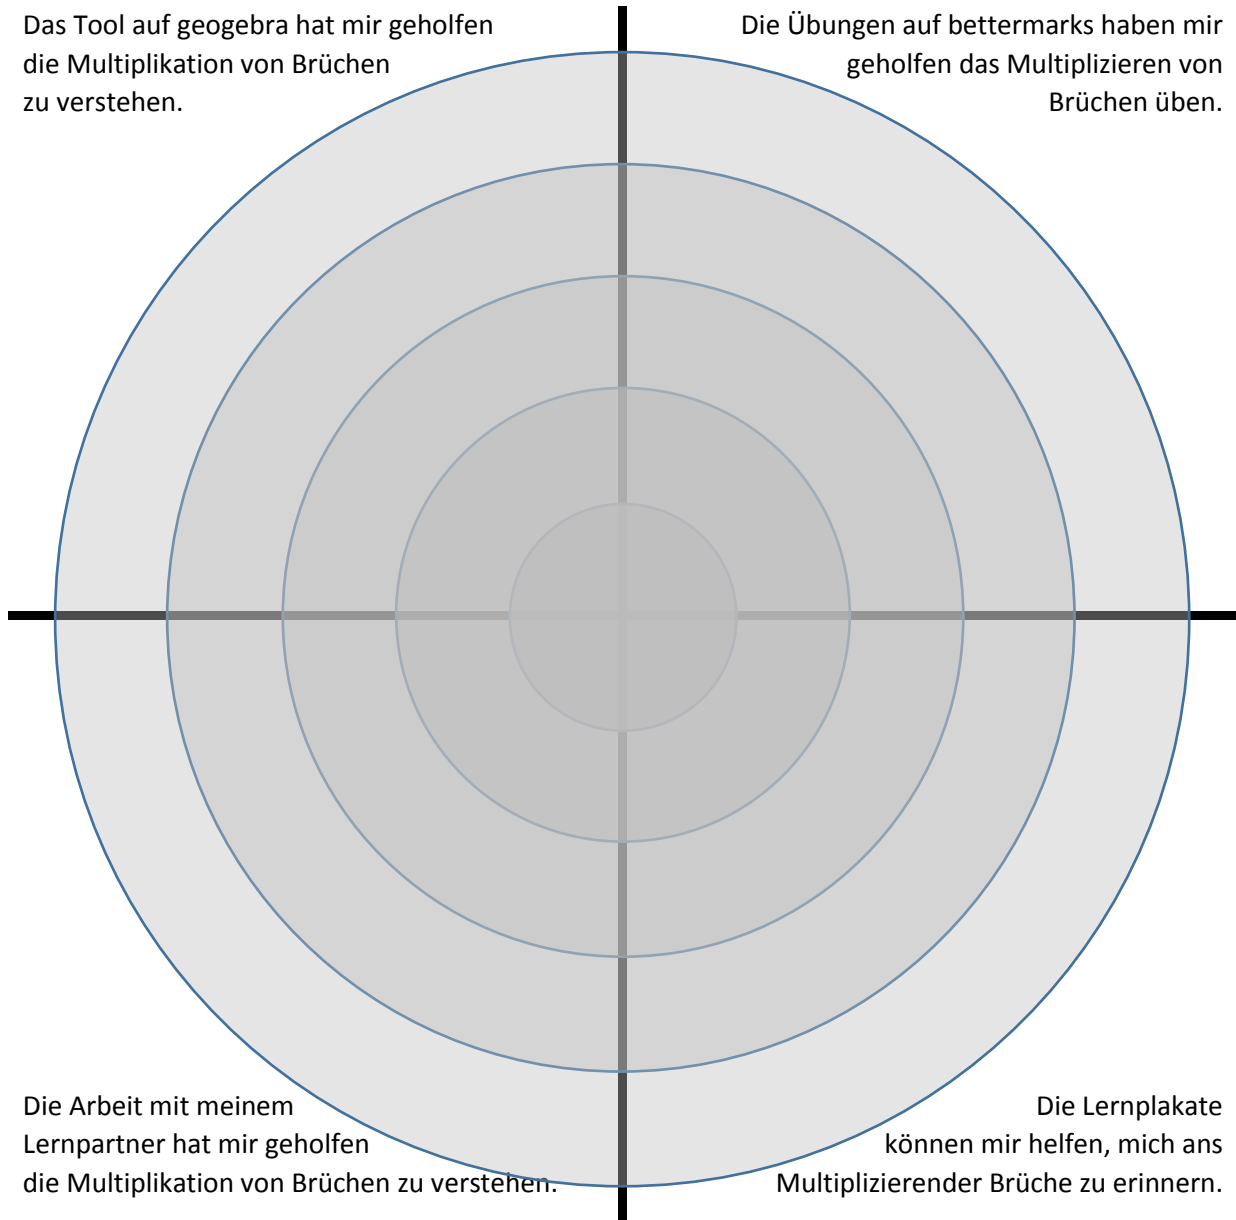 Das Tool auf geogebra hat mir geholfen
die Multiplikation von Brüchen
zu verstehen.
Die Übungen auf bettermarks haben mir
geholfen das Multiplizieren von
Brüchen üben.
Die Arbeit mit meinem
Lernpartner hat mir geholfen
die Multiplikation von Brüchen zu verstehen.
Die Lernplakate
können mir helfen, mich ans
Multiplizierender Brüche zu erinnern.